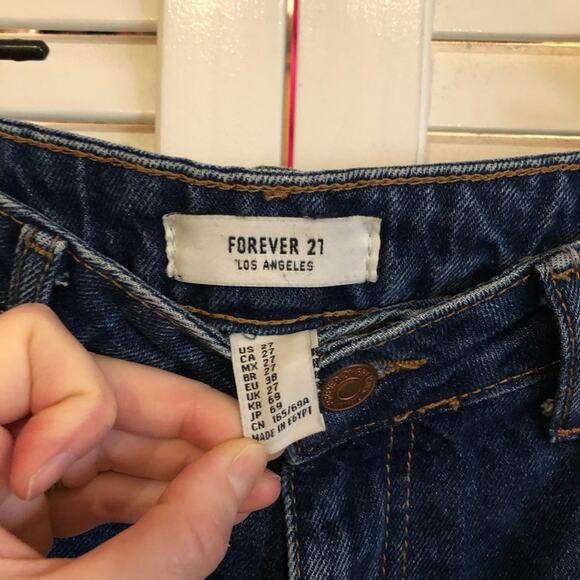 FOREVER 21
LOS ANGELES
US 27
CA 27
MX 27
BR 38
EU 27
UK 27
KR 69
JP 69
CN 165/69A
MADE IN EGYPT